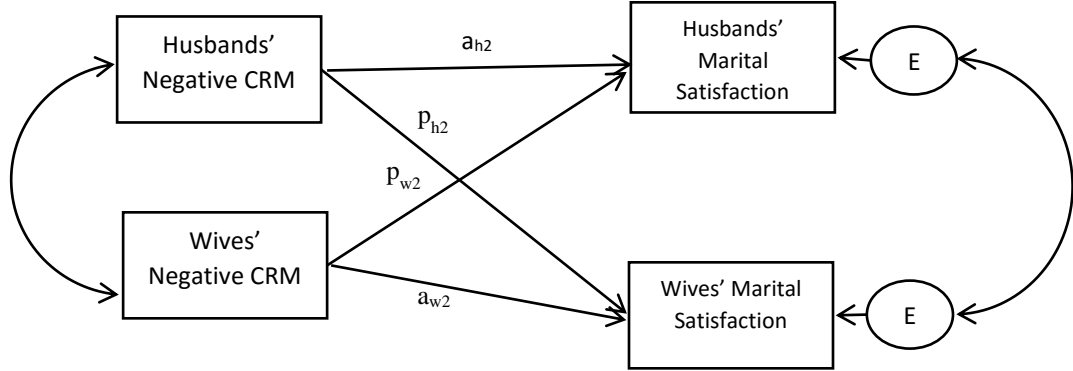 Husbands’
Negative CRM
a_h2
Husbands’
Marital
Satisfaction
E
p_h2
p_w2
Wives’
Negative CRM
a_w2
Wives’ Marital
Satisfaction
E